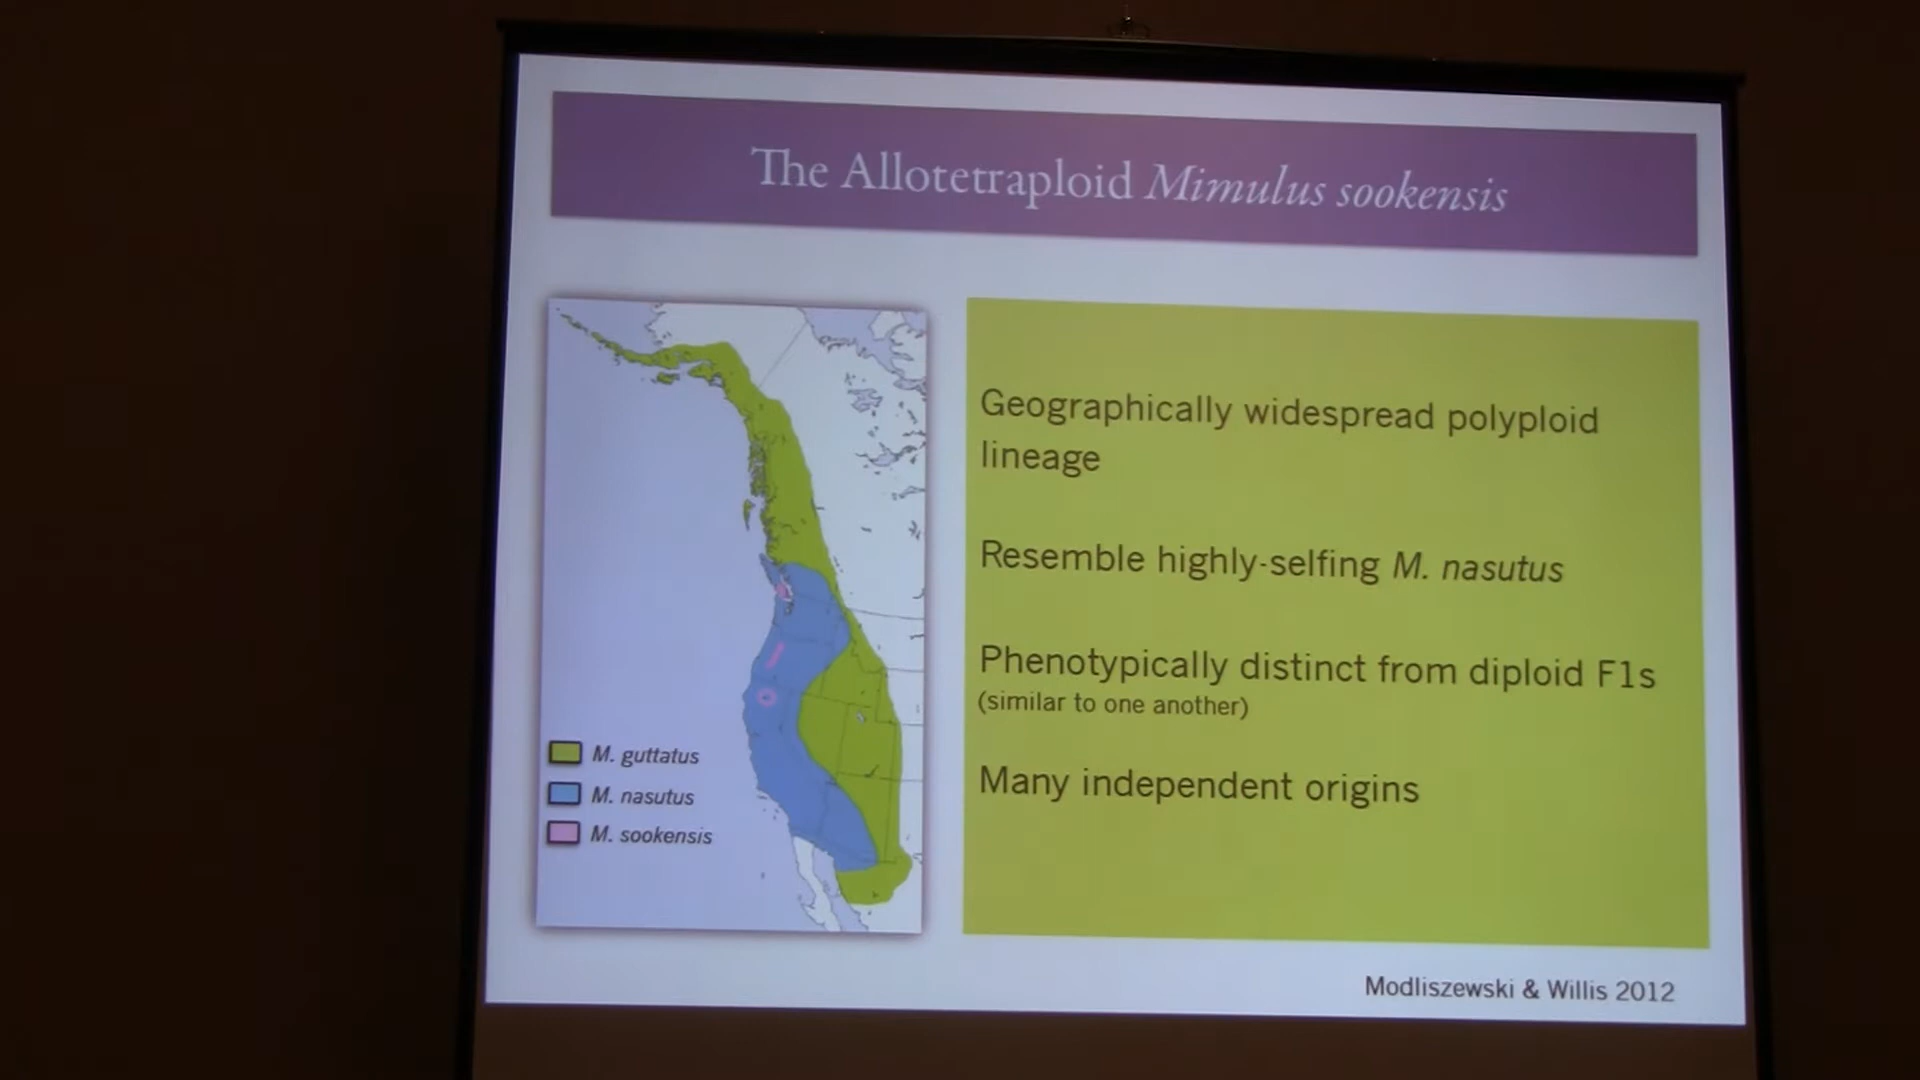 The Allotetraploid Mimulus sookensis
Geographically widespread polyploid
lineage
Resemble highly-selfing M. nasutus
Phenotypically distinct from diploid F1s
(similar to one another)
Many independent origins
M. guttatus
M. nasutus
M. sookensis
Modliszewski & Willis 2012